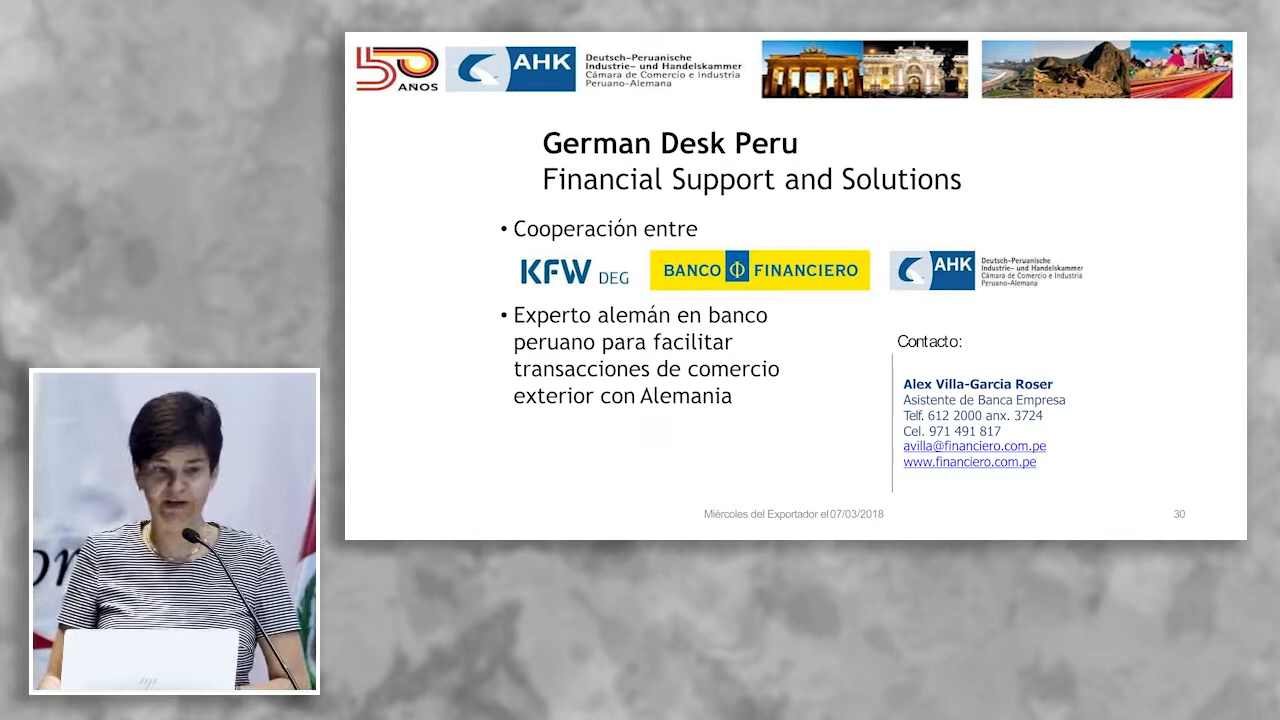 50
AÑOS
AHK
Deutsch-Peruanische
Industrie- und Handelskammer
Cámara de Comercio e Industria
Peruano-Alemana
German Desk Peru
Financial Support and Solutions
• Cooperación entre
KFW DEG
BANCO FINANCIERO
AHK
Deutsch-Peruanische
Industrie- und Handelskammer
Cámara de Comercio e Industria
Peruano-Alemana
• Experto alemán en banco
peruano para facilitar
transacciones de comercio
exterior con Alemania
Contacto:
Alex Villa-Garcia Roser
Asistente de Banca Empresa
Telf. 612 2000 anx. 3724
Cel. 971 491 817
avilla@financiero.com.pe
www.financiero.com.pe
Miércoles del Exportador el 07/03/2018
30